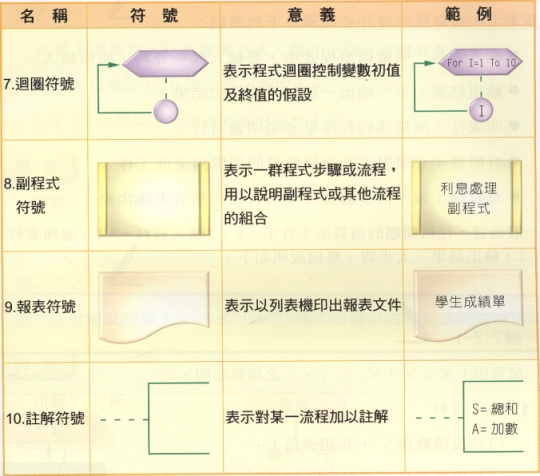 名 稱 符 號 意 義 範 例
7.迴圈符號
表示程式迴圈控制變數初值
及終值的假設
For I=1 To 10
I
8.副程式
符號
表示一群程式步驟或流程，
用以說明副程式或其他流程
的組合
利息處理
副程式
9.報表符號
表示以列表機印出報表文件
學生成績單
10.註解符號
表示對某一流程加以註解
S= 總和
A= 加數